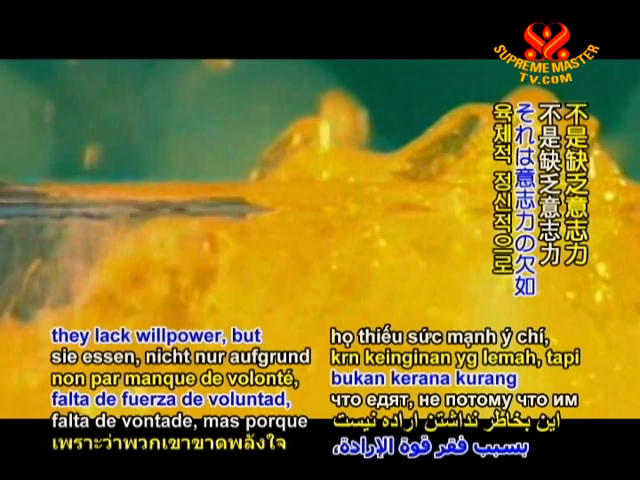 SUPREME MASTER
TV.COM
不是缺乏意志力
不是缺乏意志力
それは意志力の欠如
육체적 정신적으로
they lack willpower, but
sie essen, nicht nur aufgrund
non par manque de volonté,
falta de fuerza de voluntad,
falta de vontade, mas porque
เพราะว่าพวกเขาขาดพลังใจ
họ thiếu sức mạnh ý chí,
krn keinginan yg lemah, tapi
bukan kerana kurang
что едят, не потому что им
این بخاطر نداشتن اراده نیست
بسبب فقر قوة الإرادة،